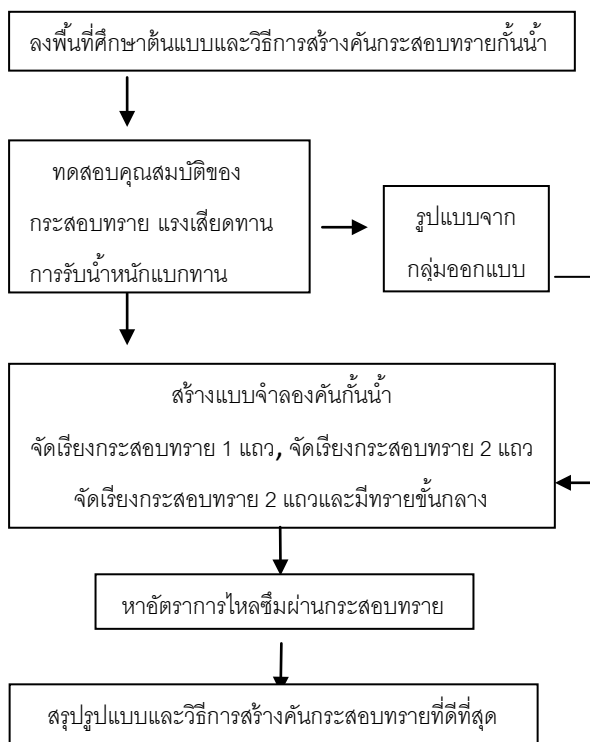 ลงพื้นที่ศึกษาต้นแบบและวิธีการสร้างคันกระสอบทรายกั้นน้ำ
ทดสอบคุณสมบัติของ
กระสอบทราย แรงเสียดทาน
การรับน้ำหนักแบกทาน
รูปแบบจาก
กลุ่มออกแบบ
สร้างแบบจำลองคันกั้นน้ำ
จัดเรียงกระสอบทราย 1 แถว, จัดเรียงกระสอบทราย 2 แถว
จัดเรียงกระสอบทราย 2 แถวและมีทรายขั้นกลาง
หาอัตราการไหลซึมผ่านกระสอบทราย
สรุปรูปแบบและวิธีการสร้างคันกระสอบทรายที่ดีที่สุด